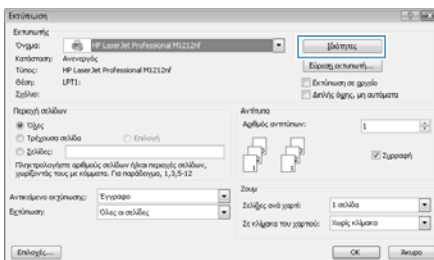 Εκτύπωση
Εκτυπωτής
Όνομα: HP LaserJet Professional M1212nf Ιδιότητες
Κατάσταση: Ανενεργός
Τύπος: HP LaserJet Professional M1212nf Εύρεση εκτυπωτή...
Θέση: LPT1: Εκτύπωση σε αρχείο
Σχόλιο: Διπλής όψης, μη αυτόματα
Περιοχή σελίδων
Όλες
Τρέχουσα σελίδα Επιλογή
Σελίδες:
Πληκτρολογήστε αριθμούς σελίδων ή/και περιοχές σελίδων,
χωρίζοντάς τους με κόμματα. Για παράδειγμα, 1,3,5-12
Αντίτυπα
Αριθμός αντιτύπων: 1
Συρραφή
Αντικείμενο εκτύπωσης: Έγγραφο
Εκτύπωση: Όλες οι σελίδες
Ζουμ
Σελίδες ανά χαρτί: 1 σελίδα
Σε κλίμακα του χαρτιού: Χωρίς κλίμακα
Επιλογές... OK Άκυρο